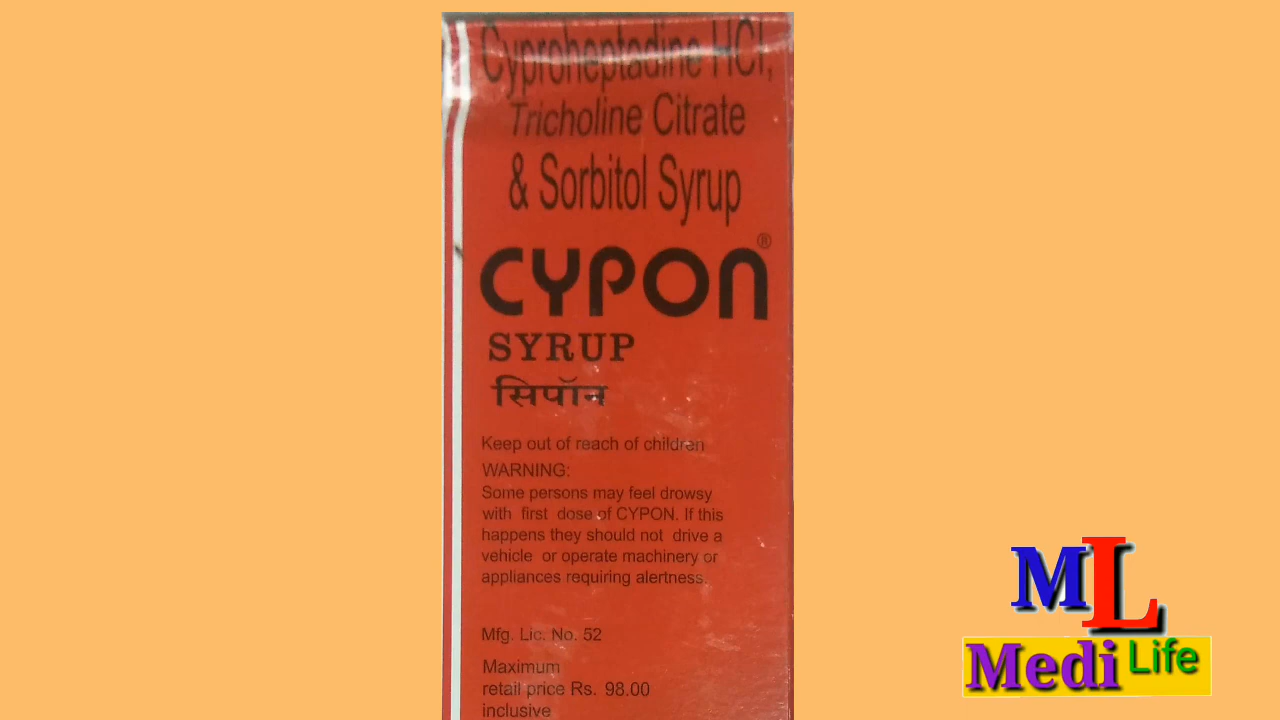 Cyproheptadine HCl,
Tricholine Citrate
& Sorbitol Syrup
CYPON®
SYRUP
सिपॉन
Keep out of reach of children
WARNING:
Some persons may feel drowsy
with first dose of CYPON. If this
happens they should not drive a
vehicle or operate machinery or
appliances requiring alertness.
Mfg. Lic. No. 52
Maximum
retail price Rs. 98.00
inclusive
ML
Medi Life